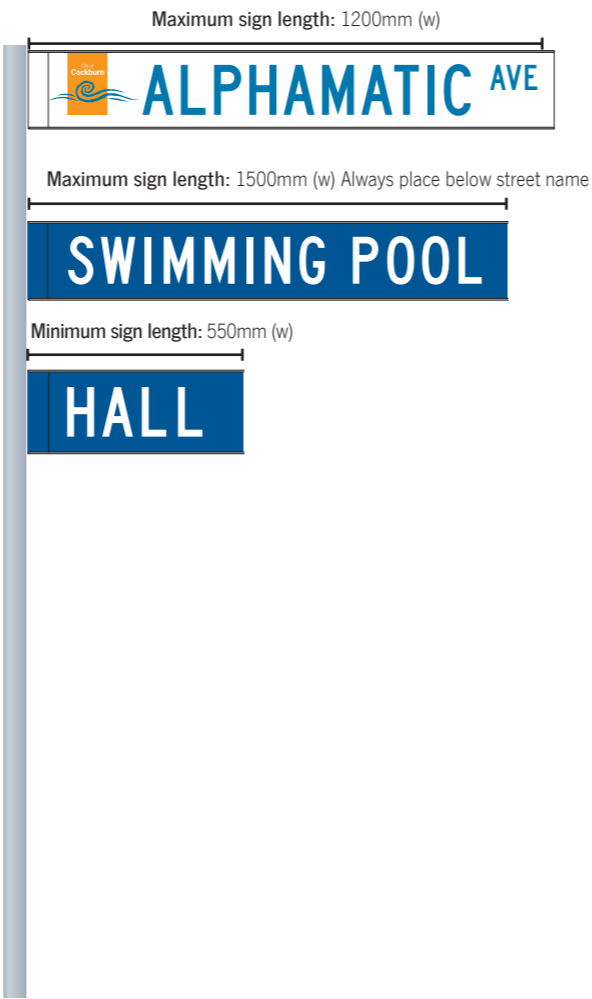 Maximum sign length: 1200mm (w)
City of
Cockburn
ALPHAMATIC AVE
Maximum sign length: 1500mm (w) Always place below street name
SWIMMING POOL
Minimum sign length: 550mm (w)
HALL